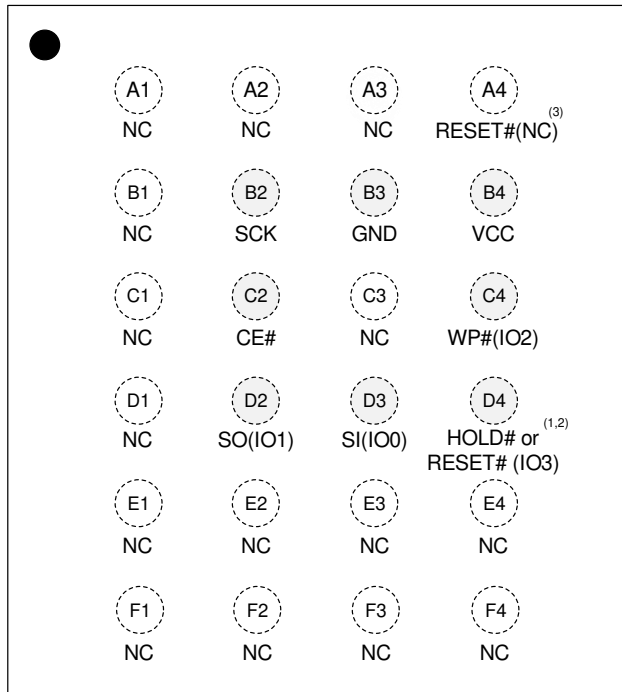 A1 A2 A3 A4
NC NC NC RESET#(NC) (3)
B1 B2 B3 B4
NC SCK GND VCC
C1 C2 C3 C4
NC CE# NC WP#(IO2)
D1 D2 D3 D4
NC SO(IO1) SI(IO0) HOLD# or (1,2)
RESET# (IO3)
E1 E2 E3 E4
NC NC NC NC
F1 F2 F3 F4
NC NC NC NC